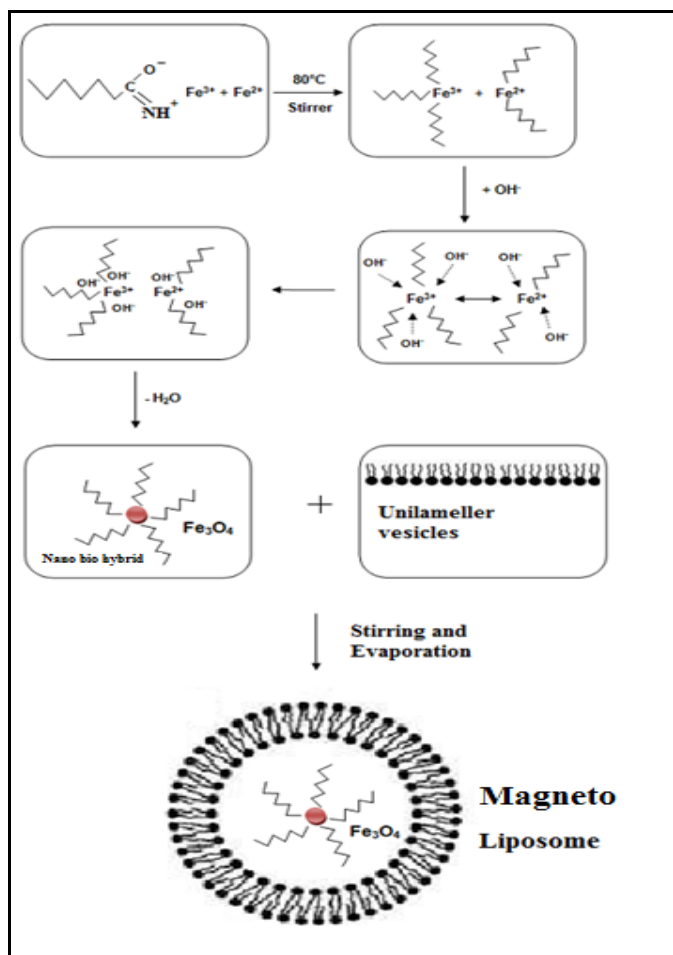 O⁻
C
NH⁺
Fe³⁺ + Fe²⁺
80°C
Stirrer
Fe³⁺ + Fe²⁺
+ OH⁻
OH⁻ OH⁻ OH⁻
Fe³⁺ Fe²⁺
OH⁻ OH⁻
OH⁻ OH⁻ OH⁻
Fe³⁺ Fe²⁺
OH⁻ OH⁻
- H₂O
Fe₃O₄
Nano bio hybrid
+
Unilameller
vesicles
Stirring and
Evaporation
Fe₃O₄
Magneto
Liposome